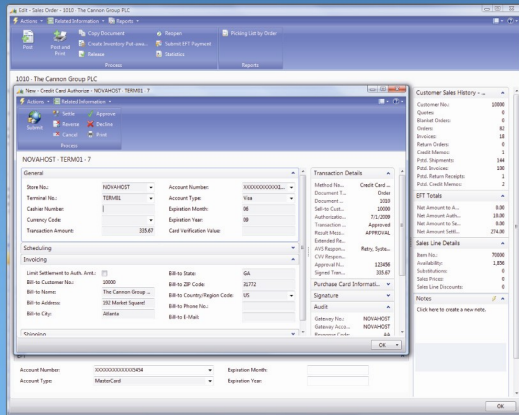 Edit - Sales Order - 1010 · The Cannon Group PLC
Actions Related Information Reports
Post
Post and Print
Copy Document
Create Inventory Put-awa...
Release
Reopen
Submit EFT Payment
Statistics
Picking List by Order
Process
Reports
1010 · The Cannon Group PLC
New - Credit Card Authorize - NOVAHOST · TERM01 · 7
Actions Related Information
Submit
Settle
Reverse
Cancel
Approve
Decline
Print
Process
NOVAHOST · TERM01 · 7
General
Store No.: NOVAHOST
Terminal No.: TERM01
Cashier Number:
Currency Code:
Transaction Amount: 335.67
Account Number: XXXXXXXXXXXX1...
Account Type: Visa
Expiration Month: 06
Expiration Year: 09
Card Verification Value:
Scheduling
Invoicing
Limit Settlement to Auth. Amt.:
Bill-to Customer No.: 10000
Bill-to Name: The Cannon Group ...
Bill-to Address: 192 Market Square
Bill-to City: Atlanta
Bill-to State: GA
Bill-to ZIP Code: 31772
Bill-to Country/Region Code: US
Bill-to Phone No.:
Bill-to E-Mail:
Shipping
Transaction Details
Method No... Credit Card ...
Document T... Order
Document ... 1010
Sell-to Cust... 10000
Authorizatio... 7/1/2009
Transaction ... Approved
Result Mess... APPROVAL
Extended Re...
AVS Respon... Retry, Syste...
CVV Respon...
Approval N... 123456
Signed Tran... 335.67
Purchase Card Informati...
Signature
Audit
Gateway No.: NOVAHOST
Gateway Acco... NOVAHOST
Response Code: AA
OK
EFT
Account Number: XXXXXXXXXXXX5454
Account Type: MasterCard
Expiration Month:
Expiration Year:
Customer Sales History - ...
Customer No.: 10000
Quotes: 0
Blanket Orders: 0
Orders: 82
Invoices: 18
Return Orders: 0
Credit Memos: 1
Pstd. Shipments: 144
Pstd. Invoices: 100
Pstd. Return Receipts: 1
Pstd. Credit Memos: 2
EFT Totals
Net Amount to A... 0.00
Net Amount Auth... 10.00
Net Amount to Se... 0.00
Net Amount Settl... 274.00
Sales Line Details
Item No.: 70000
Availability: 1,856
Substitutions: 0
Sales Prices: 0
Sales Line Discounts: 0
Notes
Click here to create a new note.
OK